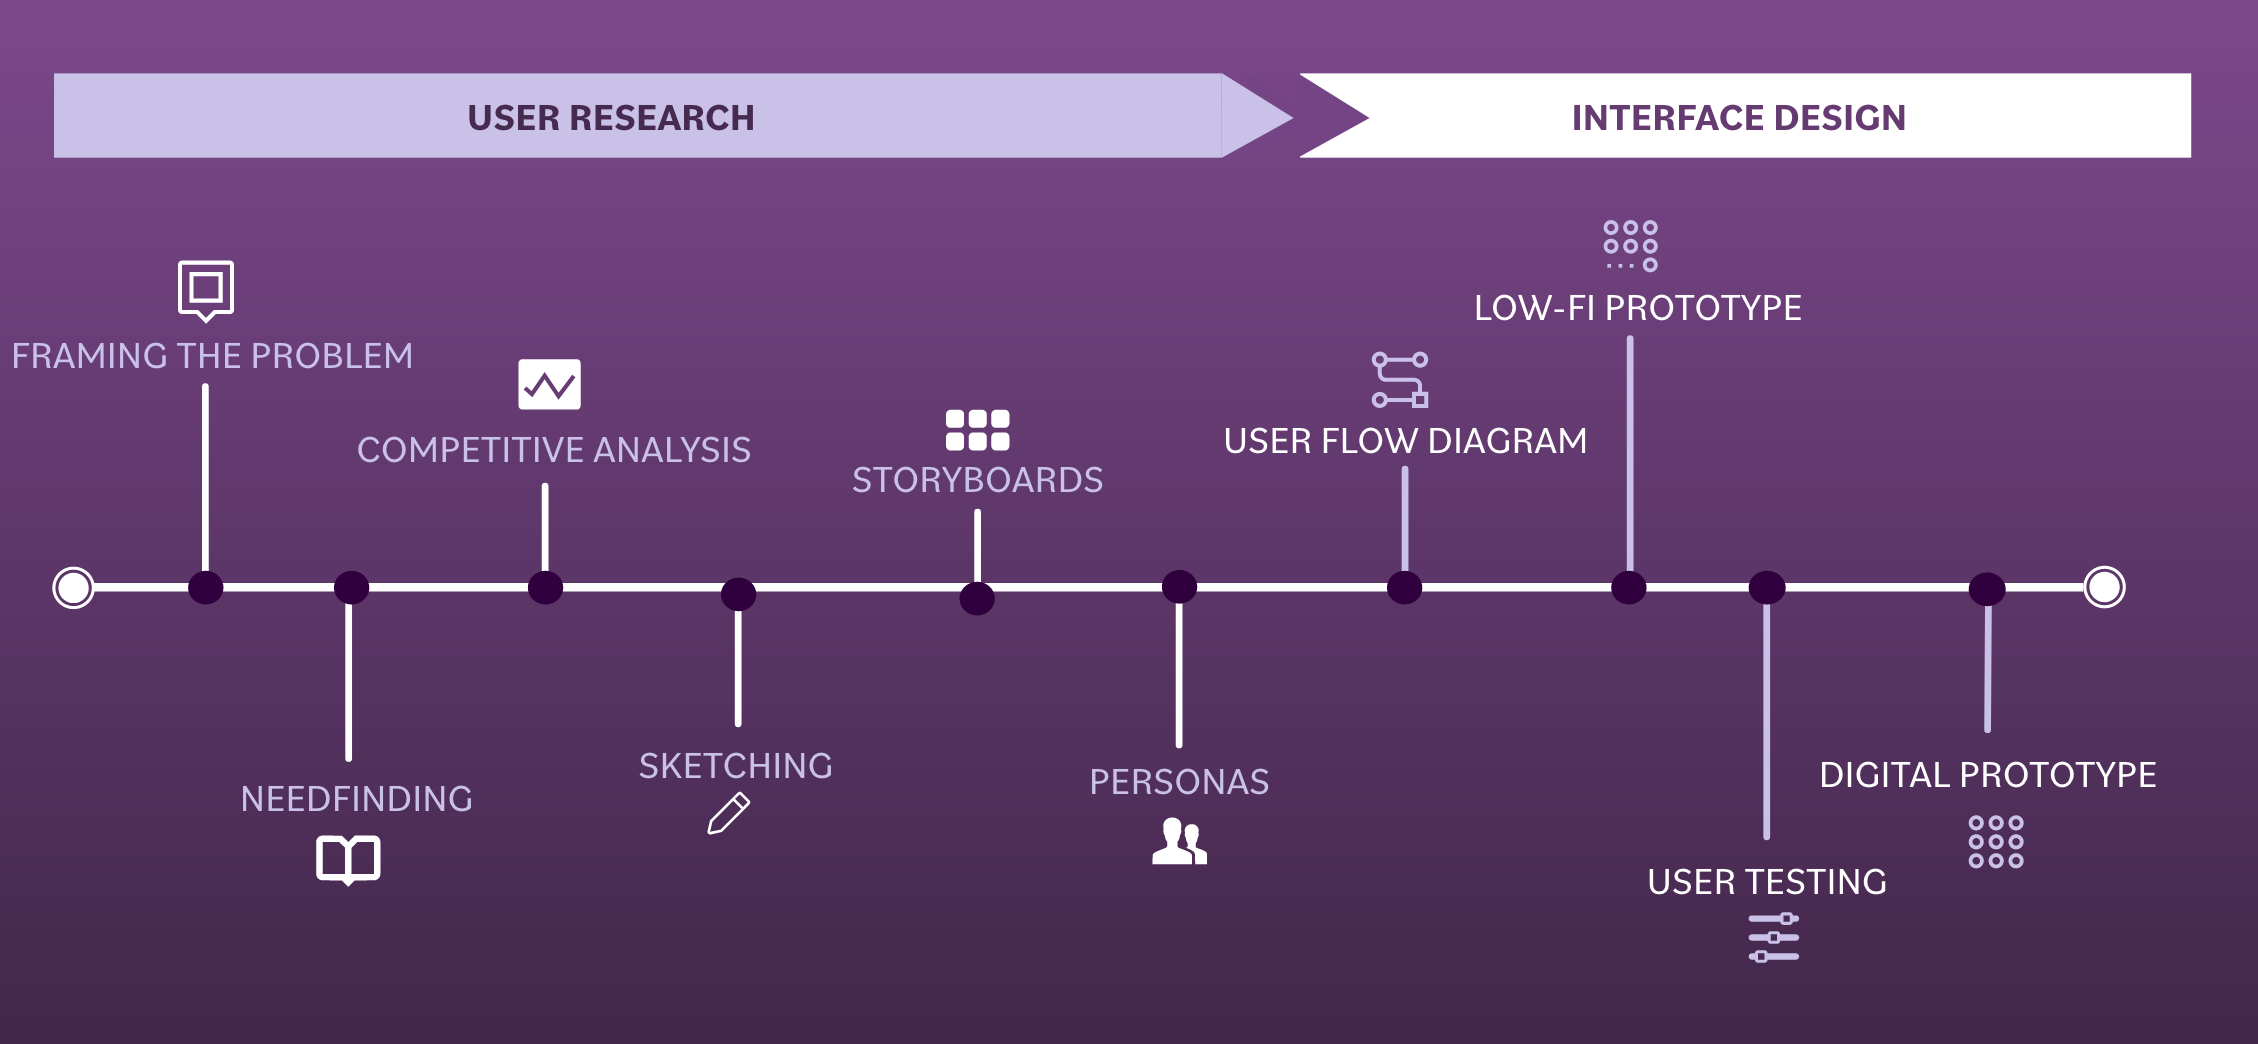 USER RESEARCH
INTERFACE DESIGN
FRAMING THE PROBLEM
NEEDFINDING
COMPETITIVE ANALYSIS
SKETCHING
STORYBOARDS
PERSONAS
USER FLOW DIAGRAM
LOW-FI PROTOTYPE
USER TESTING
DIGITAL PROTOTYPE